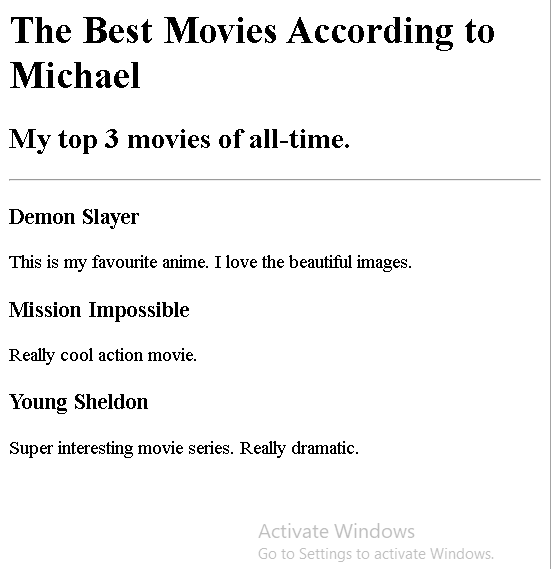 The Best Movies According to
Michael
My top 3 movies of all-time.
Demon Slayer
This is my favourite anime. I love the beautiful images.
Mission Impossible
Really cool action movie.
Young Sheldon
Super interesting movie series. Really dramatic.
Activate Windows
Go to Settings to activate Windows.